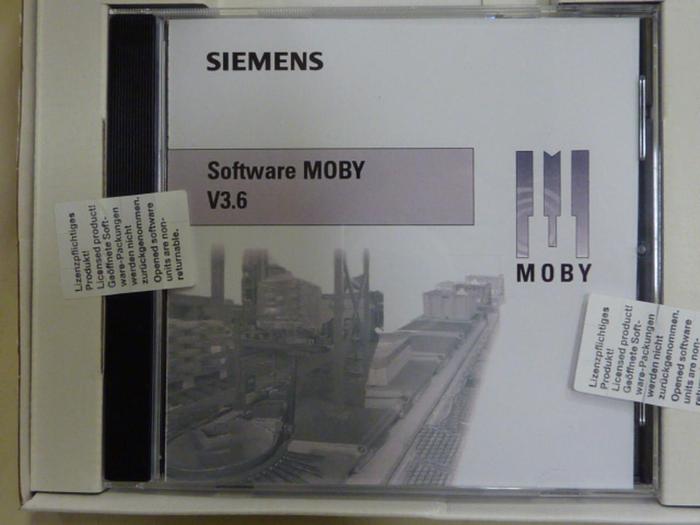 SIEMENS
Software MOBY
V3.6
MOBY
Lizenzpflichtiges
Produkt!
Licensed product!
Geöffnete Soft-
ware-Packungen
werden nicht
zurückgenommen.
Opened software
units are non-
returnable.
Lizenzpflichtiges
Produkt!
Licensed product!
Geöffnete Soft-
ware-Packungen
werden nicht
zurückgenommen.
Opened software
units are non-